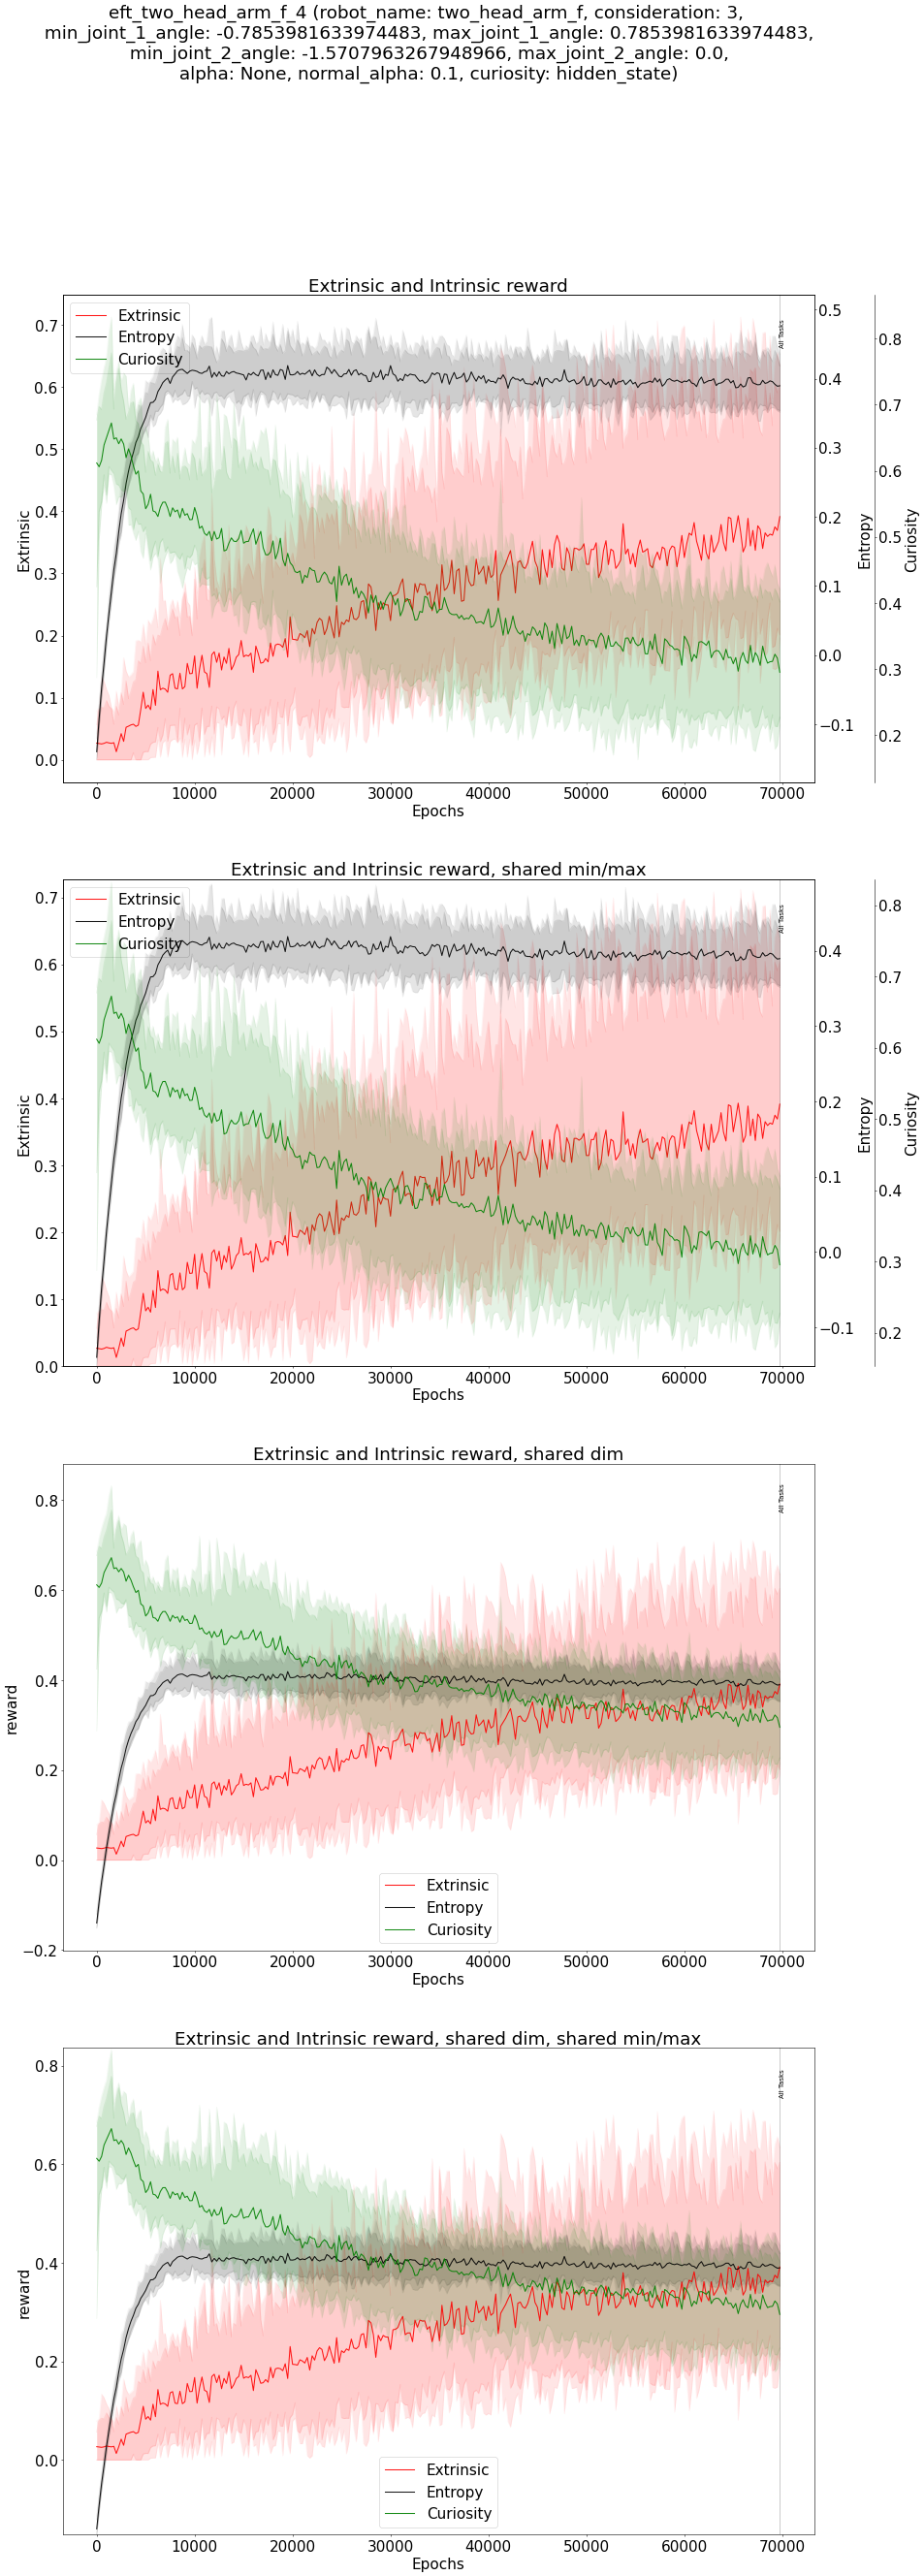 eft_two_head_arm_f_4 (robot_name: two_head_arm_f, consideration: 3,
min_joint_1_angle: -0.7853981633974483, max_joint_1_angle: 0.7853981633974483,
min_joint_2_angle: -1.5707963267948966, max_joint_2_angle: 0.0,
alpha: None, normal_alpha: 0.1, curiosity: hidden_state)
Extrinsic and Intrinsic reward
Extrinsic
Entropy
Curiosity
All Tasks
0.7
0.6
0.5
0.4
0.3
0.2
0.1
0.0
Extrinsic
0.5
0.4
0.3
0.2
0.1
0.0
−0.1
Entropy
0.8
0.7
0.6
0.5
0.4
0.3
0.2
Curiosity
0 10000 20000 30000 40000 50000 60000 70000
Epochs
Extrinsic and Intrinsic reward, shared min/max
Extrinsic
Entropy
Curiosity
All Tasks
0.7
0.6
0.5
0.4
0.3
0.2
0.1
0.0
Extrinsic
0.4
0.3
0.2
0.1
0.0
−0.1
Entropy
0.8
0.7
0.6
0.5
0.4
0.3
0.2
Curiosity
0 10000 20000 30000 40000 50000 60000 70000
Epochs
Extrinsic and Intrinsic reward, shared dim
All Tasks
0.8
0.6
0.4
0.2
0.0
−0.2
reward
Extrinsic
Entropy
Curiosity
0 10000 20000 30000 40000 50000 60000 70000
Epochs
Extrinsic and Intrinsic reward, shared dim, shared min/max
All Tasks
0.8
0.6
0.4
0.2
0.0
reward
Extrinsic
Entropy
Curiosity
0 10000 20000 30000 40000 50000 60000 70000
Epochs